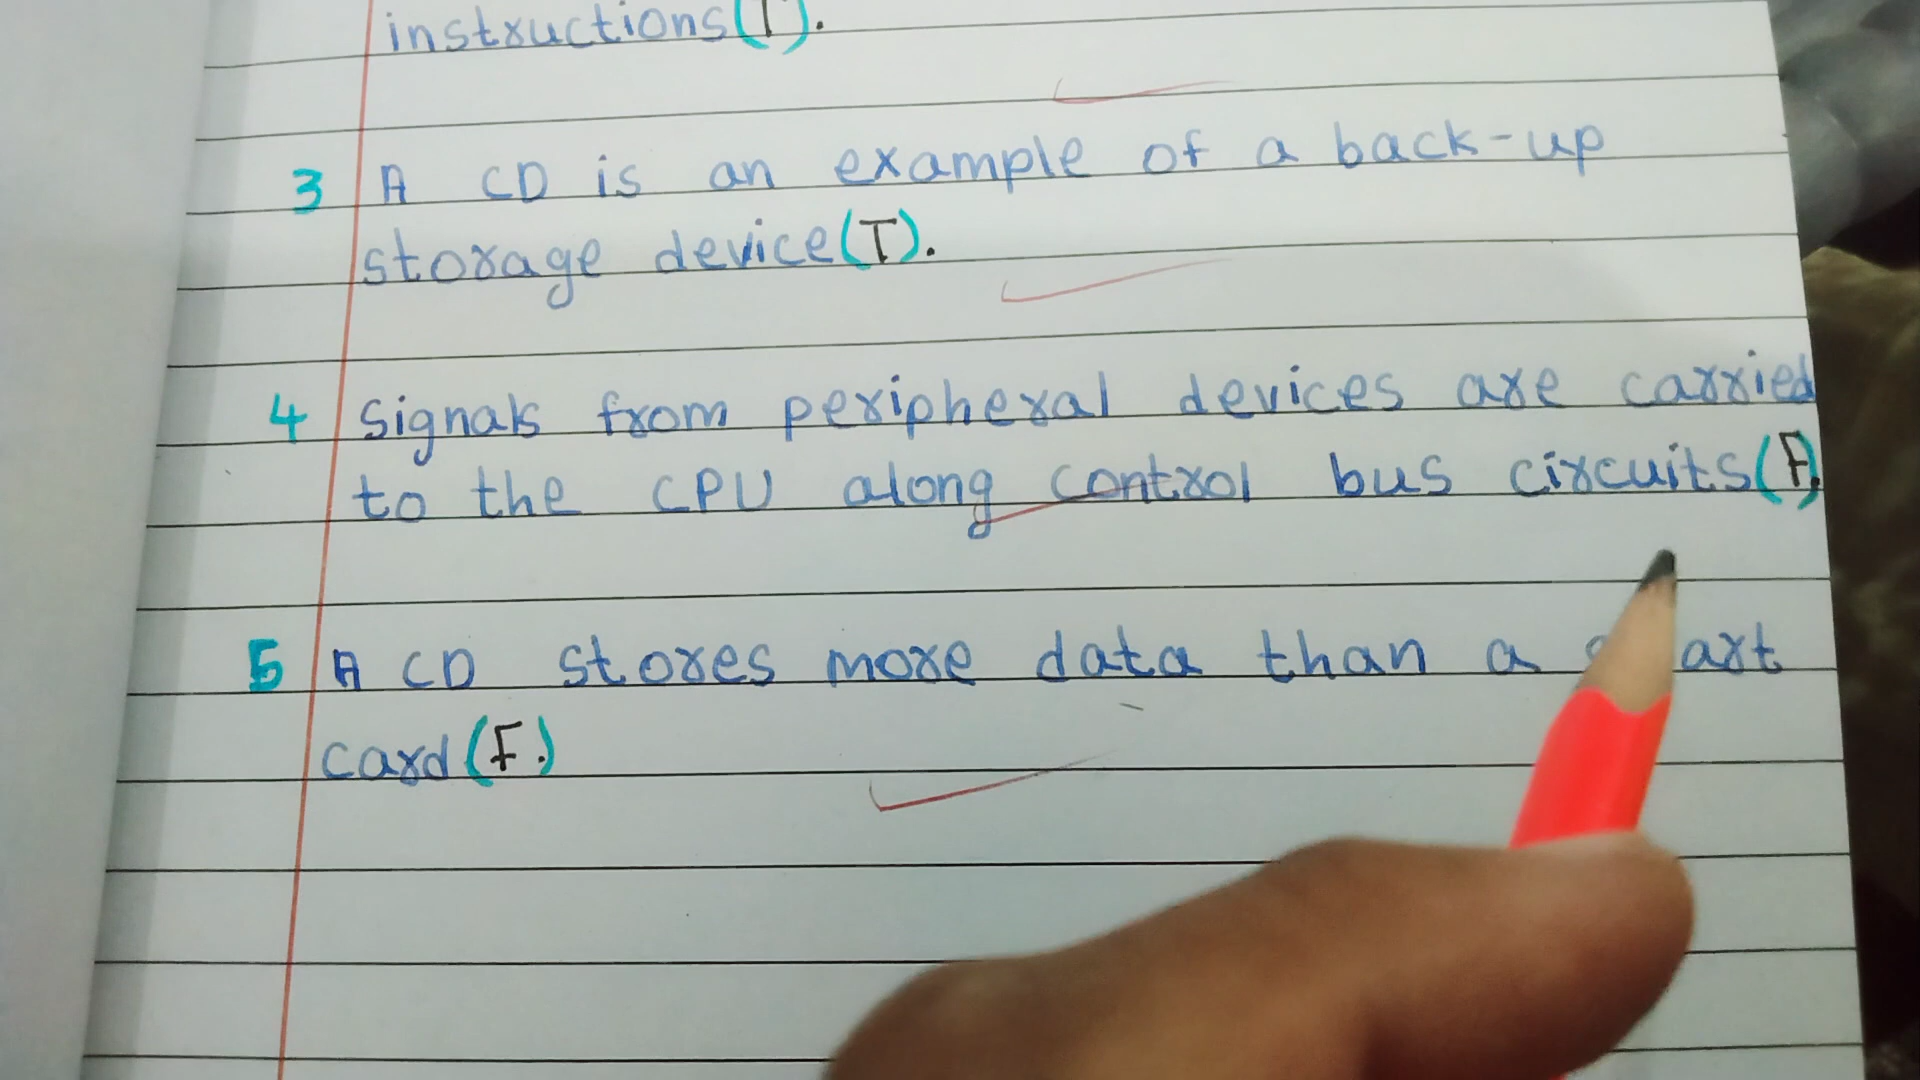 instructions(T).
3 A CD is an example of a back-up
storage device(T).
4 signals from peripheral devices are carried
to the CPU along control bus circuits(F).
5 A CD stores more data than a
card(F.)